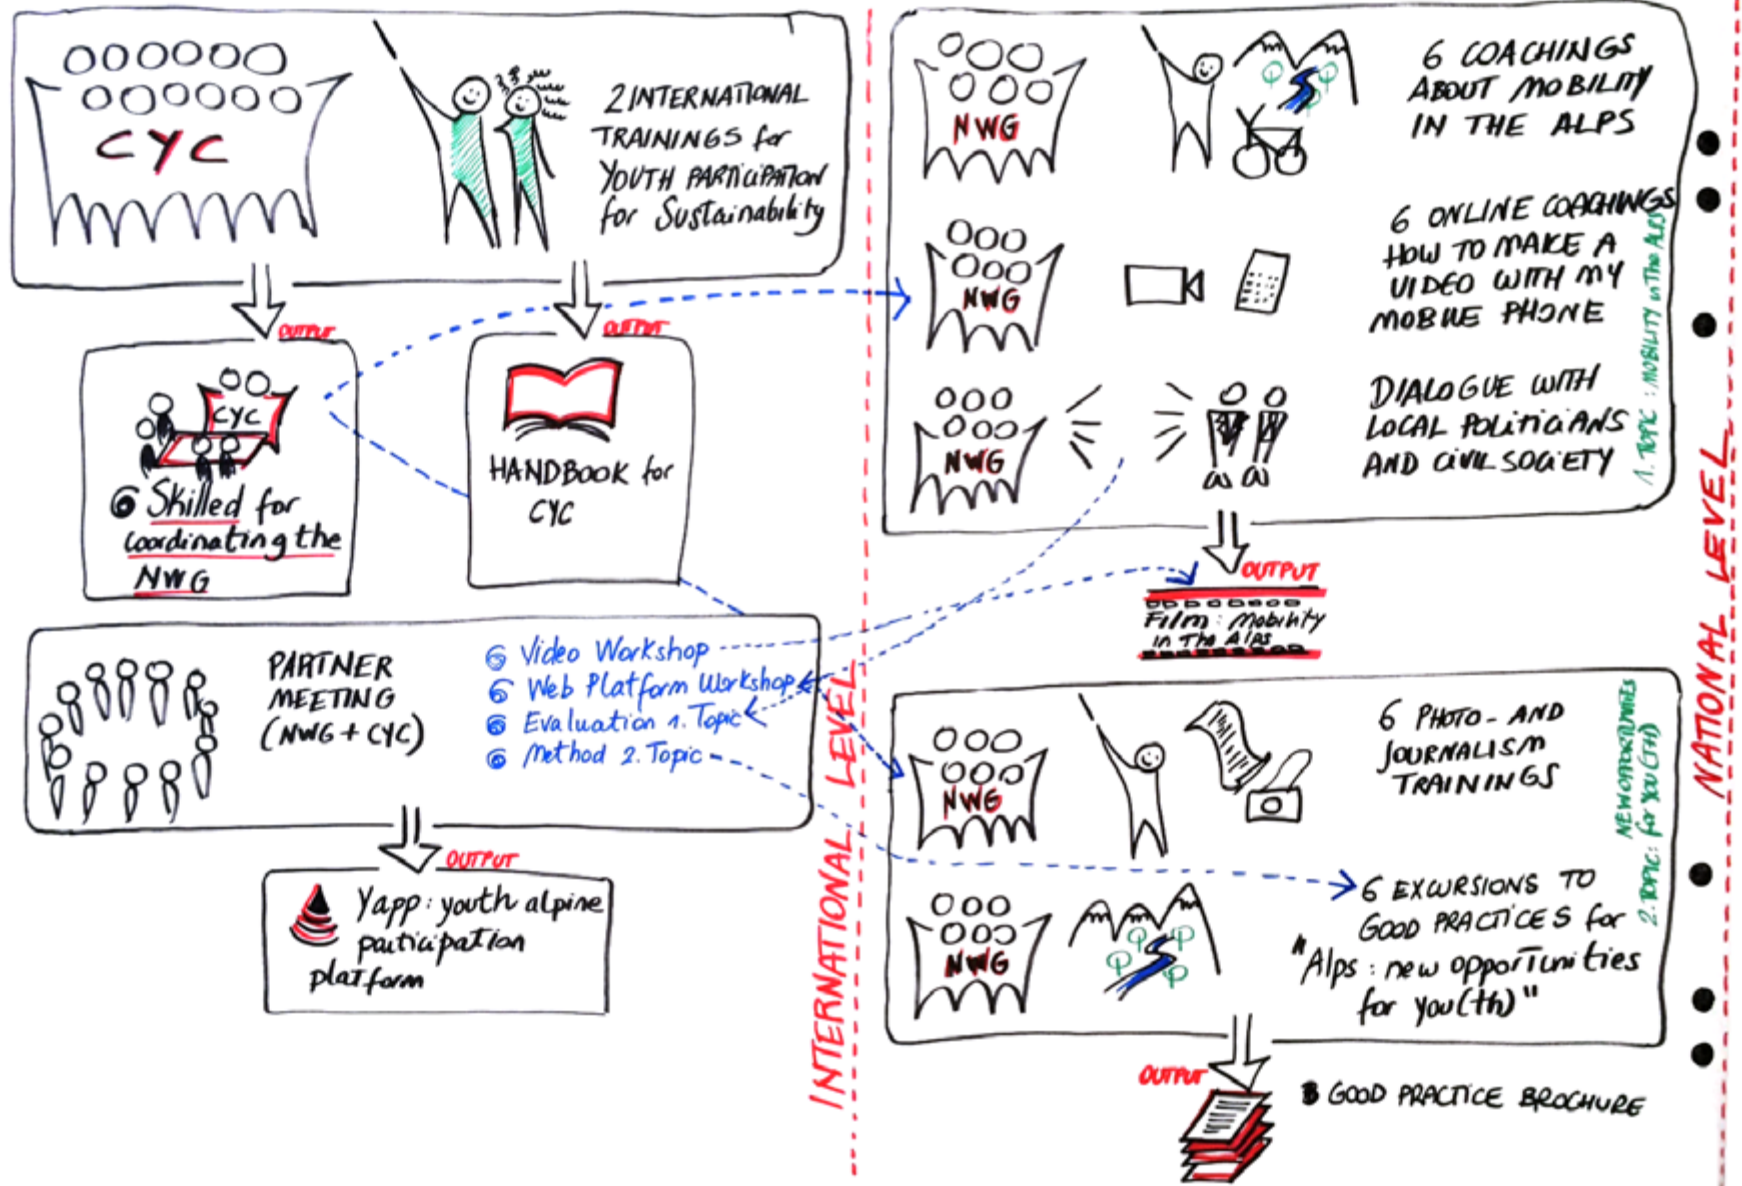 CYC
2 INTERNATIONAL
TRAININGS for
YOUTH PARTICIPATION
for Sustainability
OUTPUT
CYC
6 Skilled for
coordinating the
NWG
OUTPUT
HANDBOOK for
CYC
PARTNER
MEETING
(NWG + CYC)
6 Video Workshop
6 Web Platform Workshop
6 Evaluation 1. Topic
6 Method 2. Topic
OUTPUT
Yapp: youth alpine
participation
platform
INTERNATIONAL LEVEL
NWG
6 COACHINGS
ABOUT MOBILITY
IN THE ALPS
NWG
6 ONLINE COACHINGS
HOW TO MAKE A
VIDEO WITH MY
MOBILE PHONE
NWG
DIALOGUE WITH
LOCAL POLITICIANS
AND CIVIL SOCIETY
1. TOPIC: MOBILITY in The ALPS
OUTPUT
Film: Mobility
in The Alps
NWG
6 PHOTO- AND
JOURNALISM
TRAININGS
NWG
6 EXCURSIONS TO
GOOD PRACTICES for
"Alps: new opportunities
for you(th)"
NEW OPPORTUNITIES
2. TOPIC: for YOU(TH)
OUTPUT
GOOD PRACTICE BROCHURE
NATIONAL LEVEL